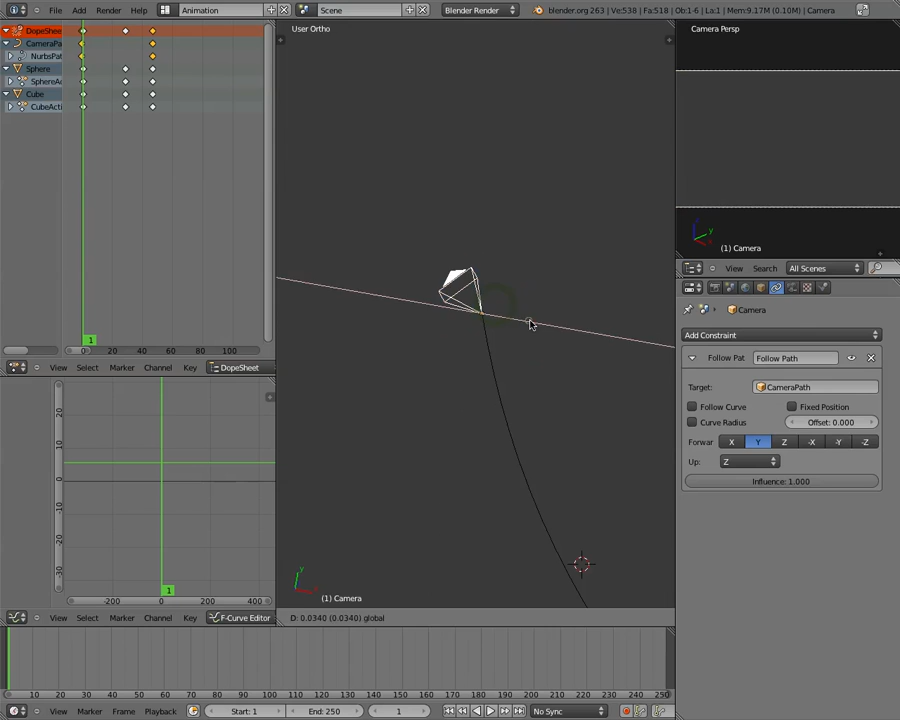 File Add Render Help Animation Scene Blender Render blender.org 263 | Ve:538 | Fa:518 | Ob:1-6 | La:1 | Mem:9.17M (0.10M) | Camera
DopeSheet
CameraPa
NurbsPat
Sphere
SphereAc
Cube
CubeActi
1
0 20 40 60 80 100
View Select Marker Channel Key DopeSheet
20
10
0
-10
-20
-30
1
-200 0 200 400
View Select Marker Channel Key F-Curve Editor
User Ortho
y
(1) Camera
D: 0.0340 (0.0340) global
Camera Persp
(1) Camera
View Search All Scenes
Camera
Add Constraint
Follow Pat Follow Path
Target: CameraPath
Follow Curve Fixed Position
Curve Radius Offset: 0.000
Forwar X Y Z -X -Y -Z
Up: Z
Influence: 1.000
10 20 30 40 50 60 70 80 90 100 110 120 130 140 150 160 170 180 190 200 210 220 230 240 250
View Marker Frame Playback Start: 1 End: 250 1 No Sync